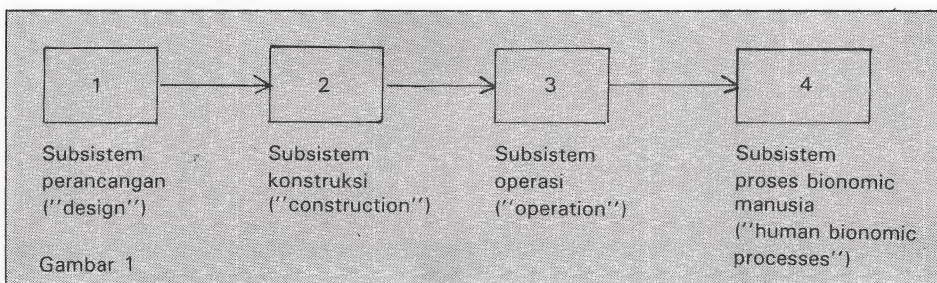 1
2
3
4
Subsistem
perancangan
(''design'')
Subsistem
konstruksi
(''construction'')
Subsistem
operasi
(''operation'')
Subsistem
proses bionomic
manusia
(''human bionomic
processes'')
Gambar 1